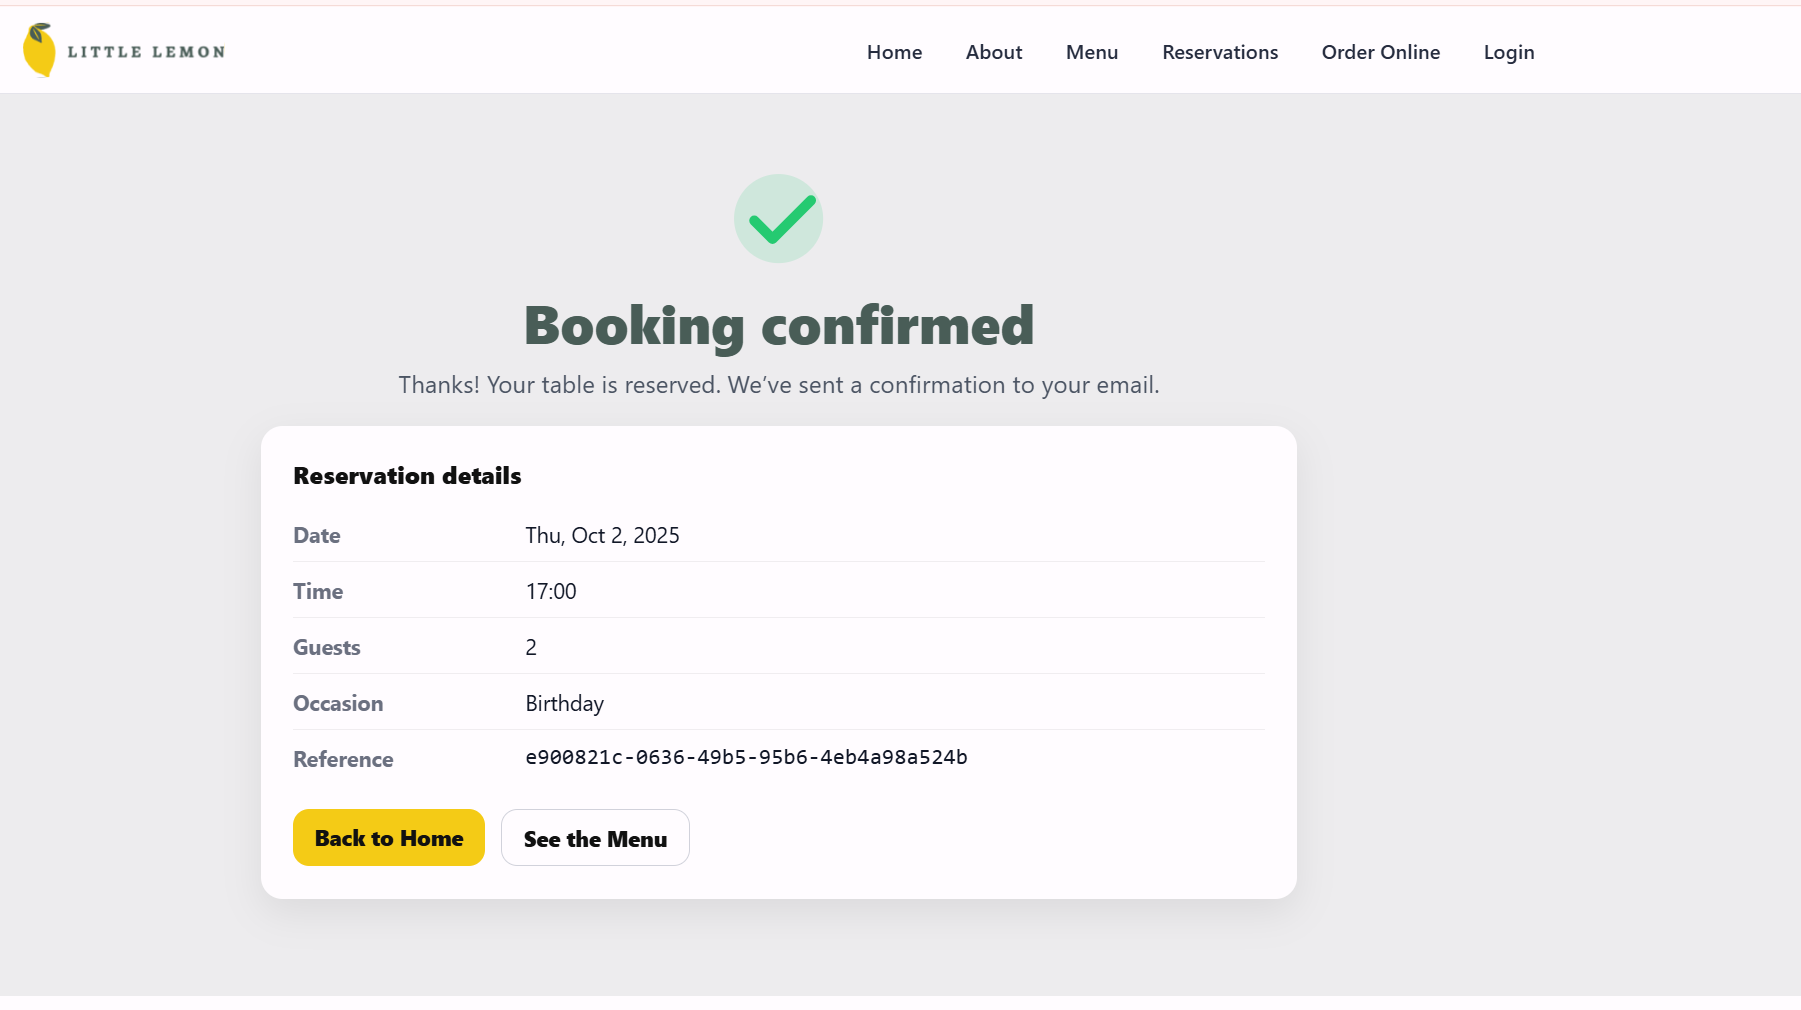 LITTLE LEMON
Home About Menu Reservations Order Online Login
Booking confirmed
Thanks! Your table is reserved. We’ve sent a confirmation to your email.
Reservation details
Date Thu, Oct 2, 2025
Time 17:00
Guests 2
Occasion Birthday
Reference e900821c-0636-49b5-95b6-4eb4a98a524b
Back to Home See the Menu